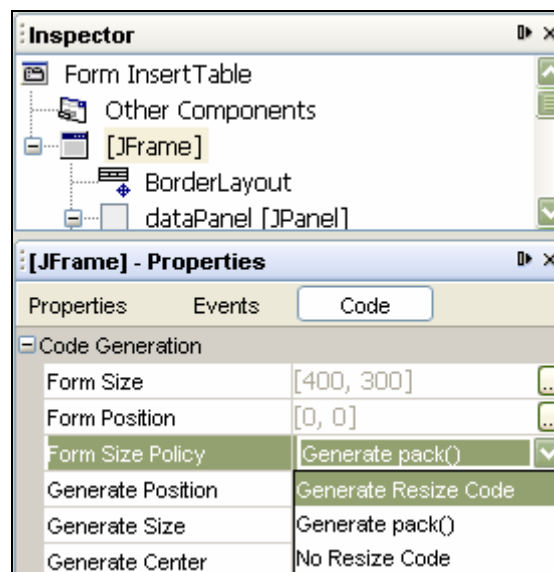 Inspector
Form InsertTable
Other Components
[JFrame]
BorderLayout
dataPanel [JPanel]
[JFrame] - Properties
Properties Events Code
Code Generation
Form Size [400, 300] ...
Form Position [0, 0] ...
Form Size Policy Generate pack()
Generate Position Generate Resize Code
Generate Size Generate pack()
Generate Center No Resize Code